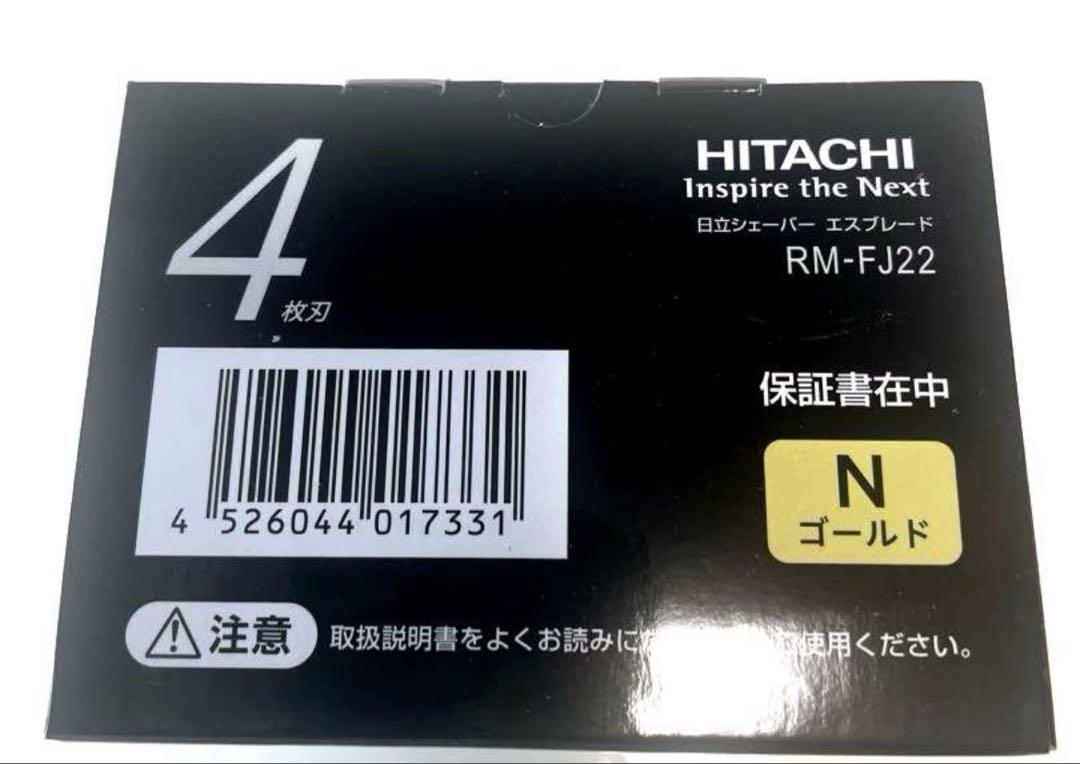 4枚刃
HITACHI
Inspire the Next
日立シェーバー エスブレード
RM-FJ22
保証書在中
N
ゴールド
4 526044 017331
注意
取扱説明書をよくお読みに 使用ください。